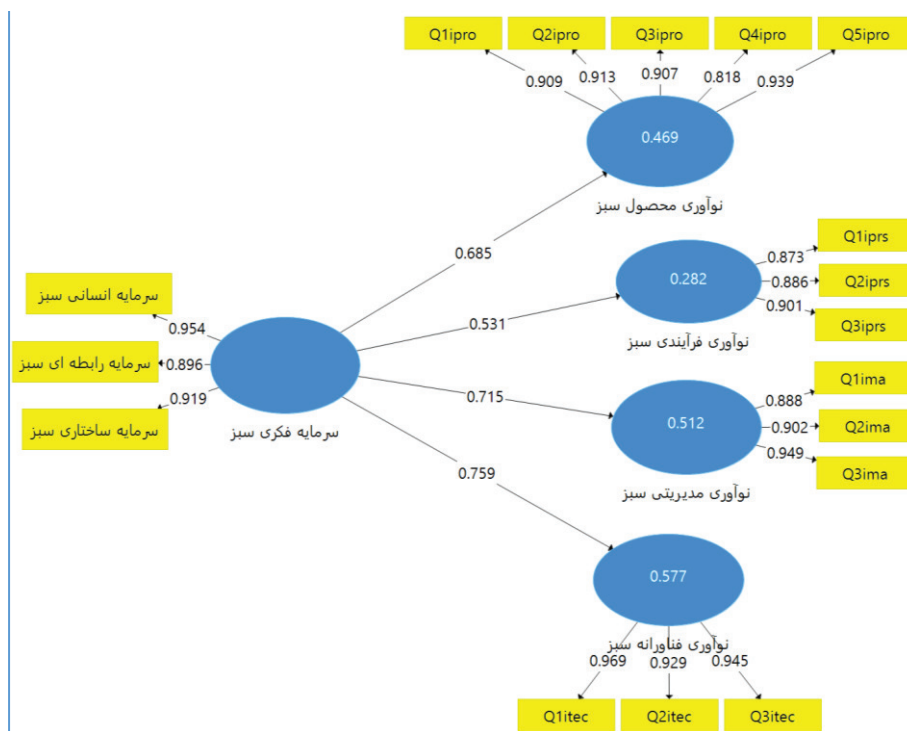 Q1ipro Q2ipro Q3ipro Q4ipro Q5ipro
0.909 0.913 0.907 0.818 0.939
0.469
نوآوری محصول سبز
0.685
Q1iprs
0.873
Q2iprs
0.886
Q3iprs
0.901
0.282
نوآوری فرآیندی سبز
0.531
سرمایه انسانی سبز
0.954
سرمایه رابطه ای سبز
0.896
سرمایه ساختاری سبز
0.919
سرمایه فکری سبز
0.715
Q1ima
0.888
Q2ima
0.902
Q3ima
0.949
0.512
نوآوری مدیریتی سبز
0.759
0.577
نوآوری فناورانه سبز
0.969 0.929 0.945
Q1itec Q2itec Q3itec